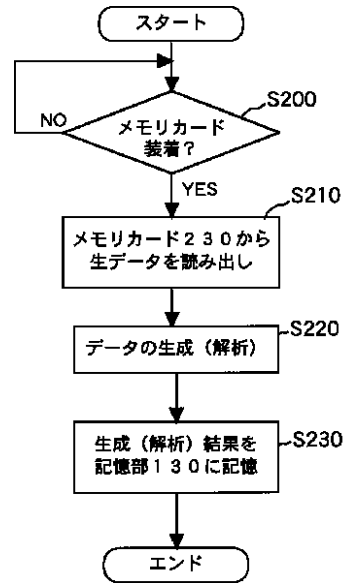 スタート
S200
メモリカード
装着？
NO
YES
S210
メモリカード２３０から
生データを読み出し
S220
データの生成（解析）
S230
生成（解析）結果を
記憶部１３０に記憶
エンド